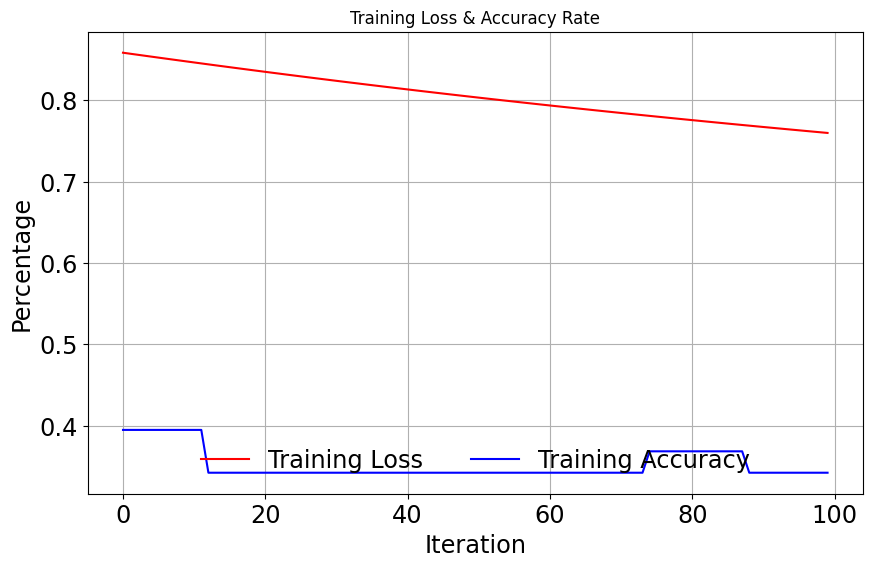 Training Loss & Accuracy Rate
Percentage
0.8
0.7
0.6
0.5
0.4
Training Loss Training Accuracy
0 20 40 60 80 100
Iteration